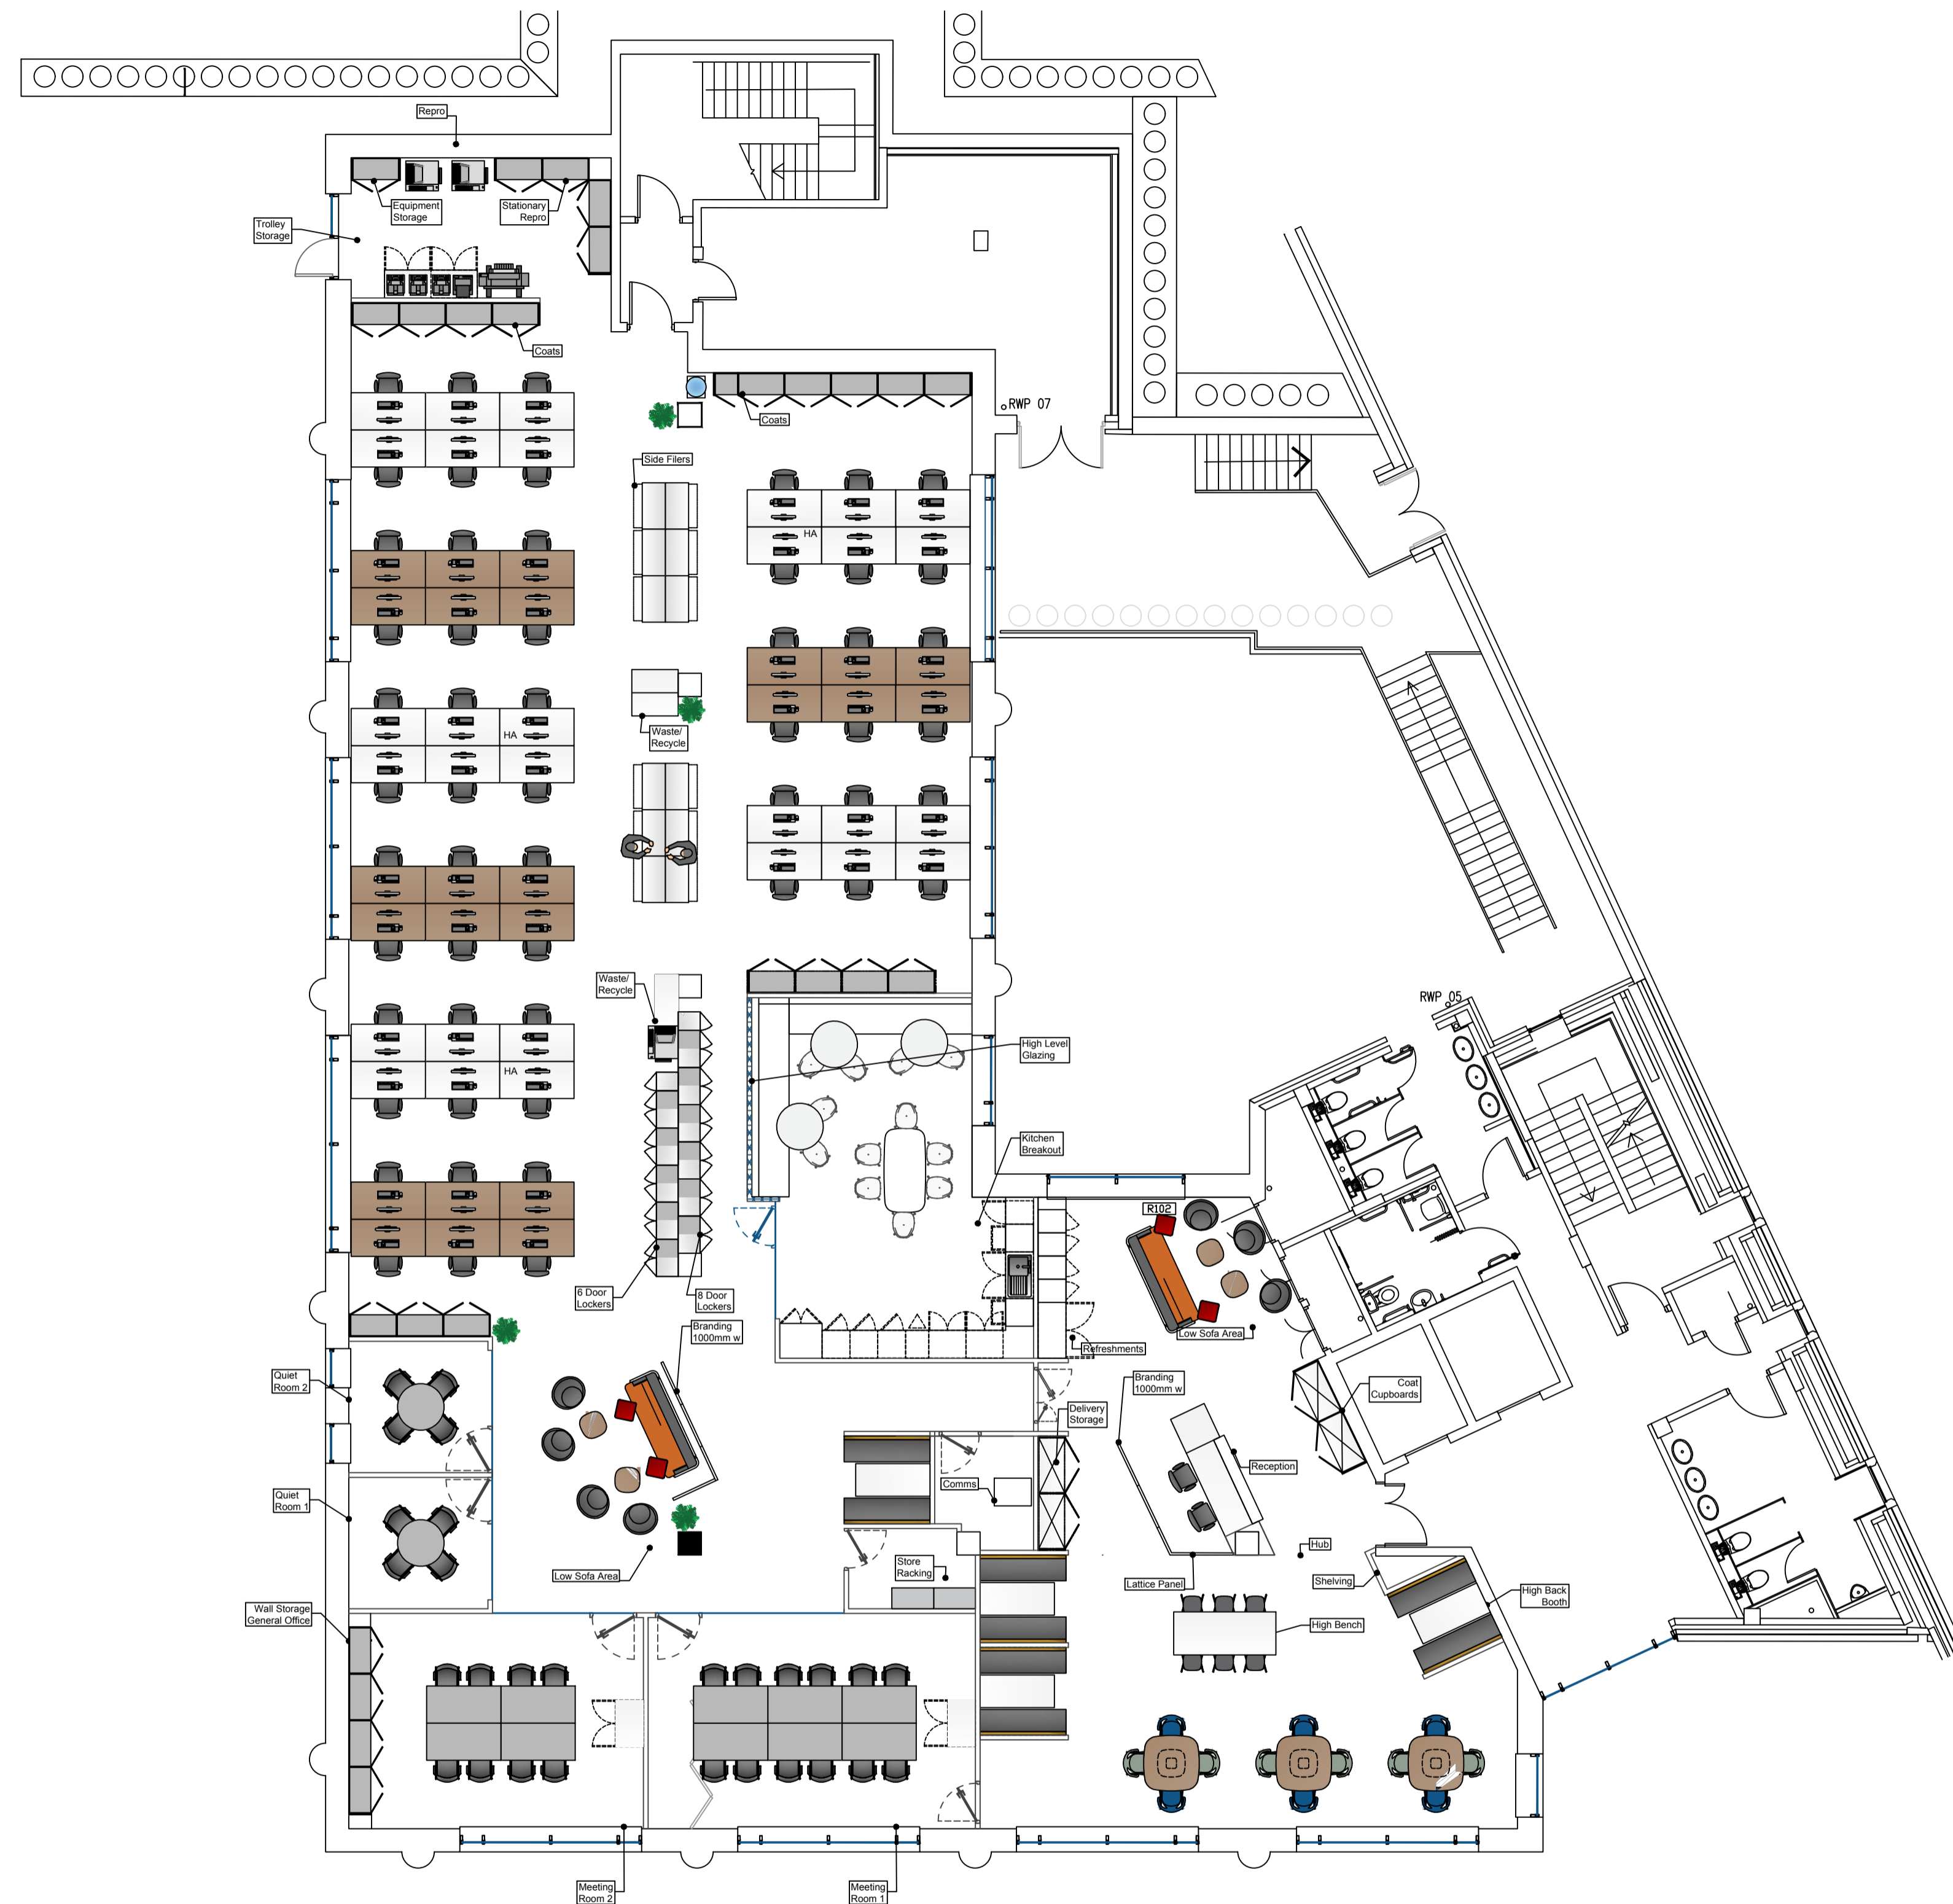 Repro
Equipment
Storage
Stationary
Repro
Trolley
Storage
Coats
Coats
RWP 07
Side Filers
HA
HA
Waste/
Recycle
Waste/
Recycle
RWP 05
High Level
Glazing
HA
Kitchen
Breakout
R102
6 Door
Lockers
8 Door
Lockers
Branding
1000mm w
Low Sofa Area
Refreshments
Quiet
Room 2
Branding
1000mm w
Coat
Cupboards
Delivery
Storage
Reception
Comms
Quiet
Room 1
Hub
Store
Racking
Low Sofa Area
Lattice Panel
Shelving
High Back
Booth
Wall Storage
General Office
High Bench
Meeting
Room 2
Meeting
Room 1